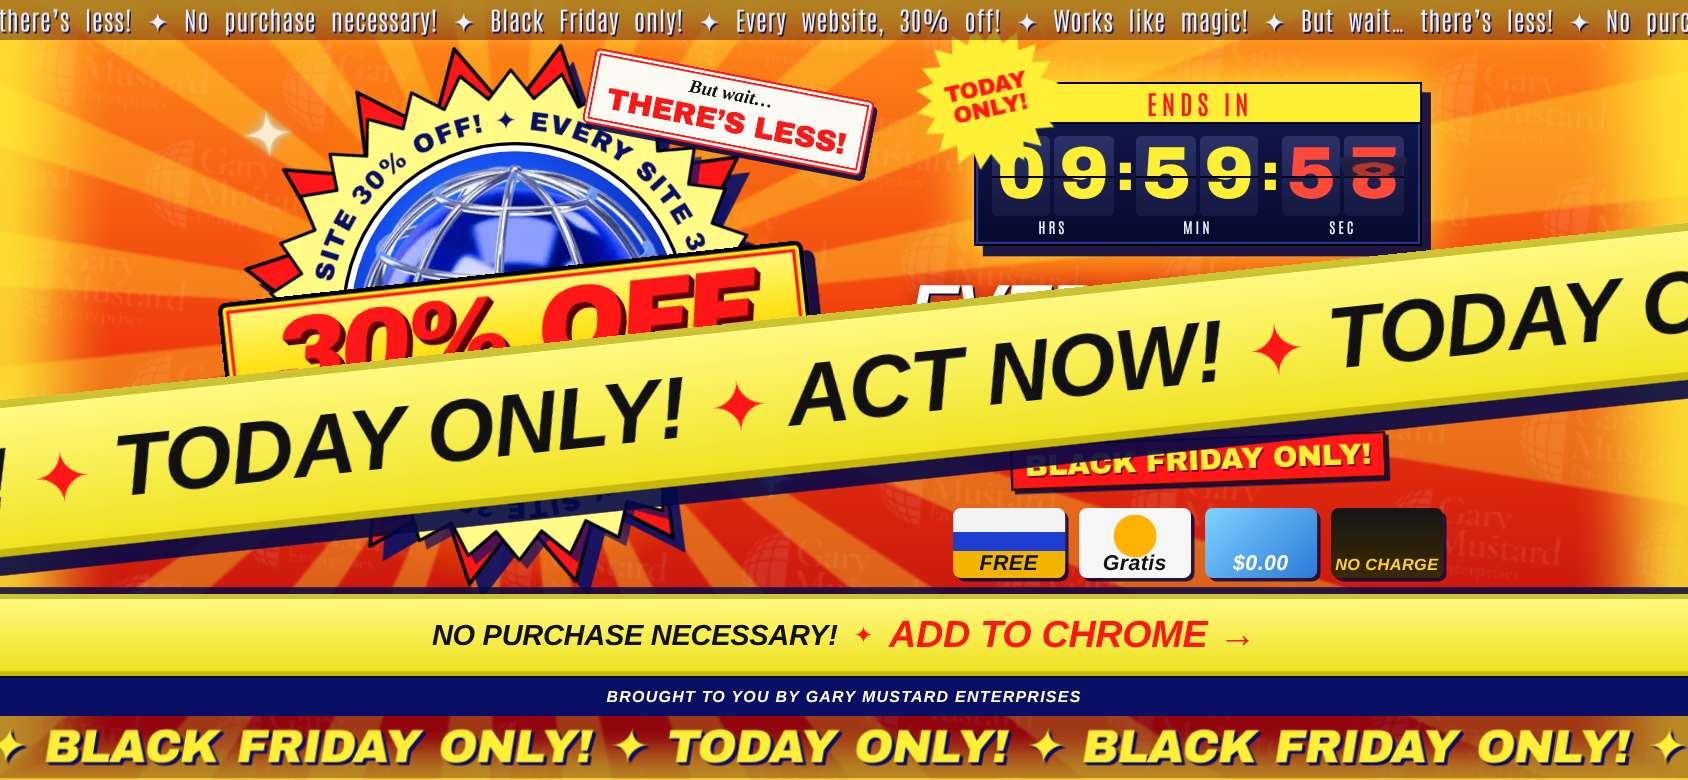 there’s less! ✦ No purchase necessary! ✦ Black Friday only! ✦ Every website, 30% off! ✦ Works like magic! ✦ But wait… there’s less! ✦ No purc
SITE 30% OFF! ✦ EVERY SITE 3
But wait…
THERE’S LESS!
TODAY
ONLY!
ENDS IN
09:59:58
HRS MIN SEC
30% OFF
! ✦ TODAY ONLY! ✦ ACT NOW! ✦ TODAY O
BLACK FRIDAY ONLY!
FREE
Gratis
$0.00
NO CHARGE
Gary
Mustard
Enterprises
NO PURCHASE NECESSARY! ✦ ADD TO CHROME →
BROUGHT TO YOU BY GARY MUSTARD ENTERPRISES
✦ BLACK FRIDAY ONLY! ✦ TODAY ONLY! ✦ BLACK FRIDAY ONLY! ✦